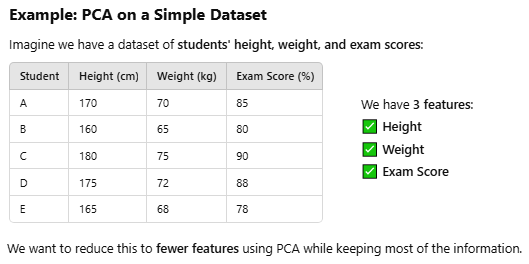 Example: PCA on a Simple Dataset
Imagine we have a dataset of students' height, weight, and exam scores:
Student Height (cm) Weight (kg) Exam Score (%)
A 170 70 85
B 160 65 80
C 180 75 90
D 175 72 88
E 165 68 78
We have 3 features:
✅ Height
✅ Weight
✅ Exam Score
We want to reduce this to fewer features using PCA while keeping most of the information.